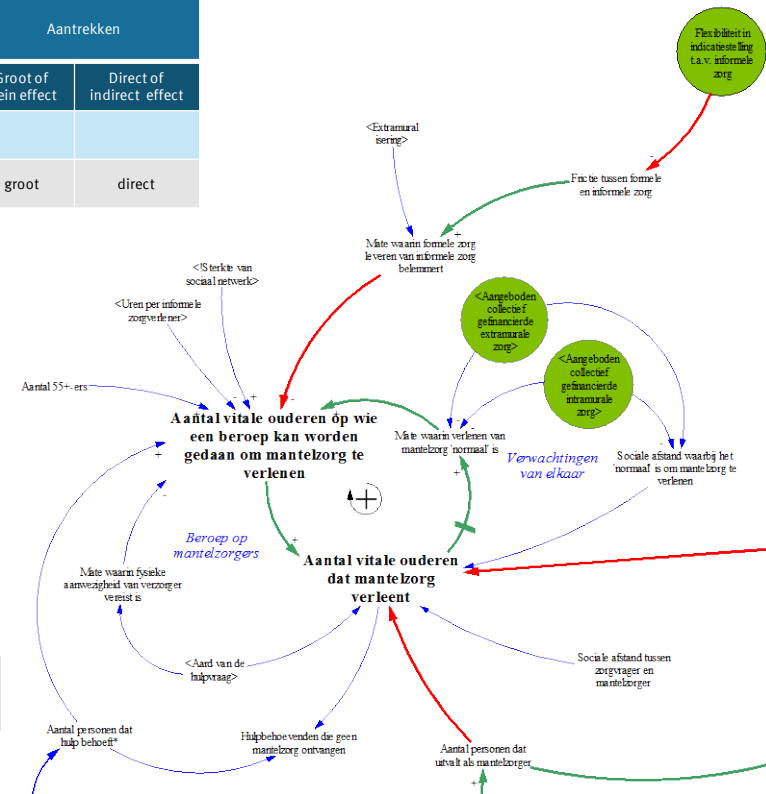 Aantrekken
Groot of
ein effect
Direct of
indirect effect
groot
direct
Flexibiliteit in
indicatiestelling
t.a.v. informele
zorg
-
<Extramural
isering>
Frictie tussen formele
en informele zorg
+
Mate waarin formele zorg
leveren van informele zorg
belemmert
<!Sterkte van
sociaal netwerk>
<Uren per informele
zorgverlener>
<Aangeboden
collectief
gefinancierde
extramurale
zorg>
<Aangeboden
collectief
gefinancierde
intramurale
zorg>
Aantal 55+-ers
- + -
Aantal vitale ouderen op wie
een beroep kan worden
gedaan om mantelzorg te
verlenen
+
- -
Mate waarin verlenen van
mantelzorg 'normaal' is
Verwachtingen
van elkaar
- -
Sociale afstand waarbij het
'normaal' is om mantelzorg te
verlenen
+
-
+
+
Beroep op
mantelzorgers
+
Aantal vitale ouderen
dat mantelzorg
verleent
Mate waarin fysieke
aanwezigheid van verzorger
vereist is
<Aard van de
hulpvraag>
Sociale afstand tussen
zorgvrager en
mantelzorger
Aantal personen dat
hulp behoeft*
Hulpbehoevenden die geen
mantelzorg ontvangen
Aantal personen dat
uitvalt als mantelzorger
+